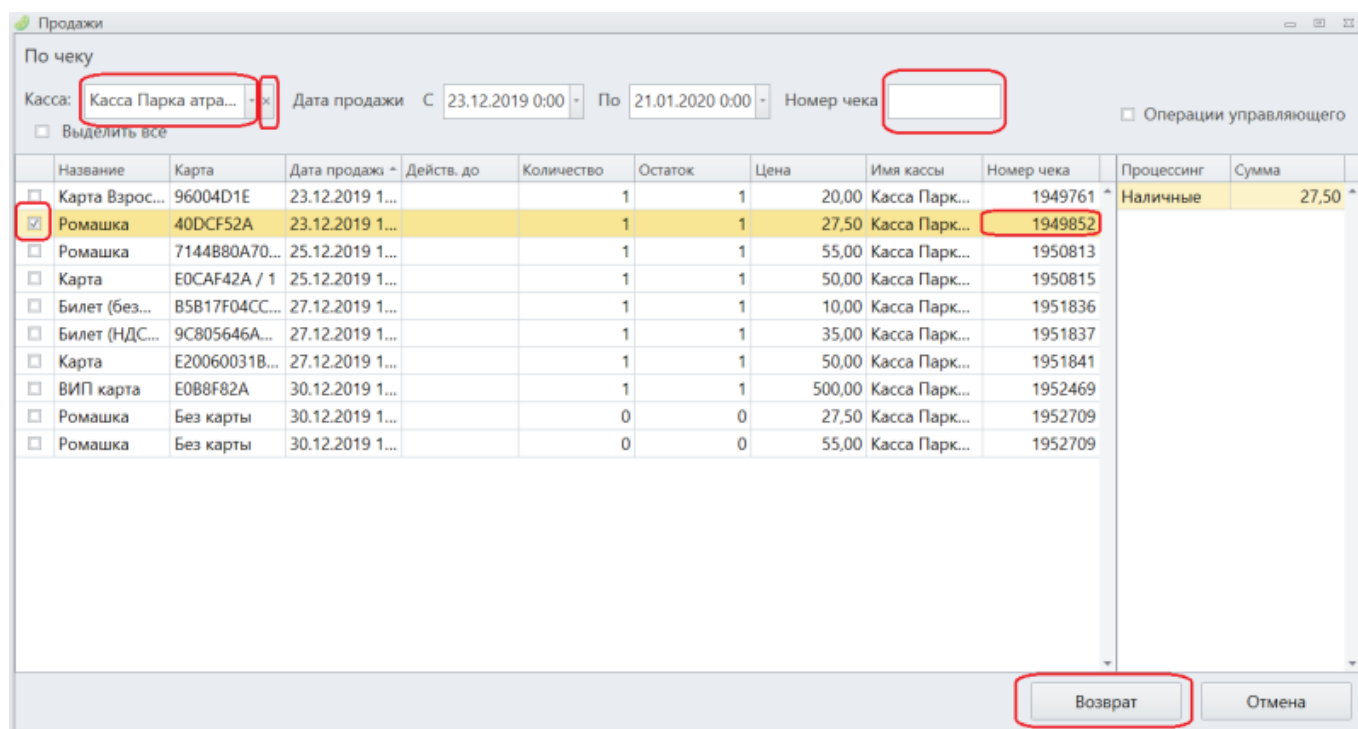 Продажи
По чеку
Касса: Касса Парка атра... Дата продажи С 23.12.2019 0:00 По 21.01.2020 0:00 Номер чека
Выделить все Операции управляющего
Название Карта Дата продажи Действ. до Количество Остаток Цена Имя кассы Номер чека Процессинг Сумма
Карта Взрос... 96004D1E 23.12.2019 1... 1 1 20,00 Касса Парк... 1949761 Наличные 27,50
Ромашка 40DCF52A 23.12.2019 1... 1 1 27,50 Касса Парк... 1949852
Ромашка 7144B80A70... 25.12.2019 1... 1 1 55,00 Касса Парк... 1950813
Карта E0CAF42A / 1 25.12.2019 1... 1 1 50,00 Касса Парк... 1950815
Билет (без... B5B17F04CC... 27.12.2019 1... 1 1 10,00 Касса Парк... 1951836
Билет (НДС... 9C805646A... 27.12.2019 1... 1 1 35,00 Касса Парк... 1951837
Карта E20060031B... 27.12.2019 1... 1 1 50,00 Касса Парк... 1951841
ВИП карта E0B8F82A 30.12.2019 1... 1 1 500,00 Касса Парк... 1952469
Ромашка Без карты 30.12.2019 1... 0 0 27,50 Касса Парк... 1952709
Ромашка Без карты 30.12.2019 1... 0 0 55,00 Касса Парк... 1952709
Возврат Отмена